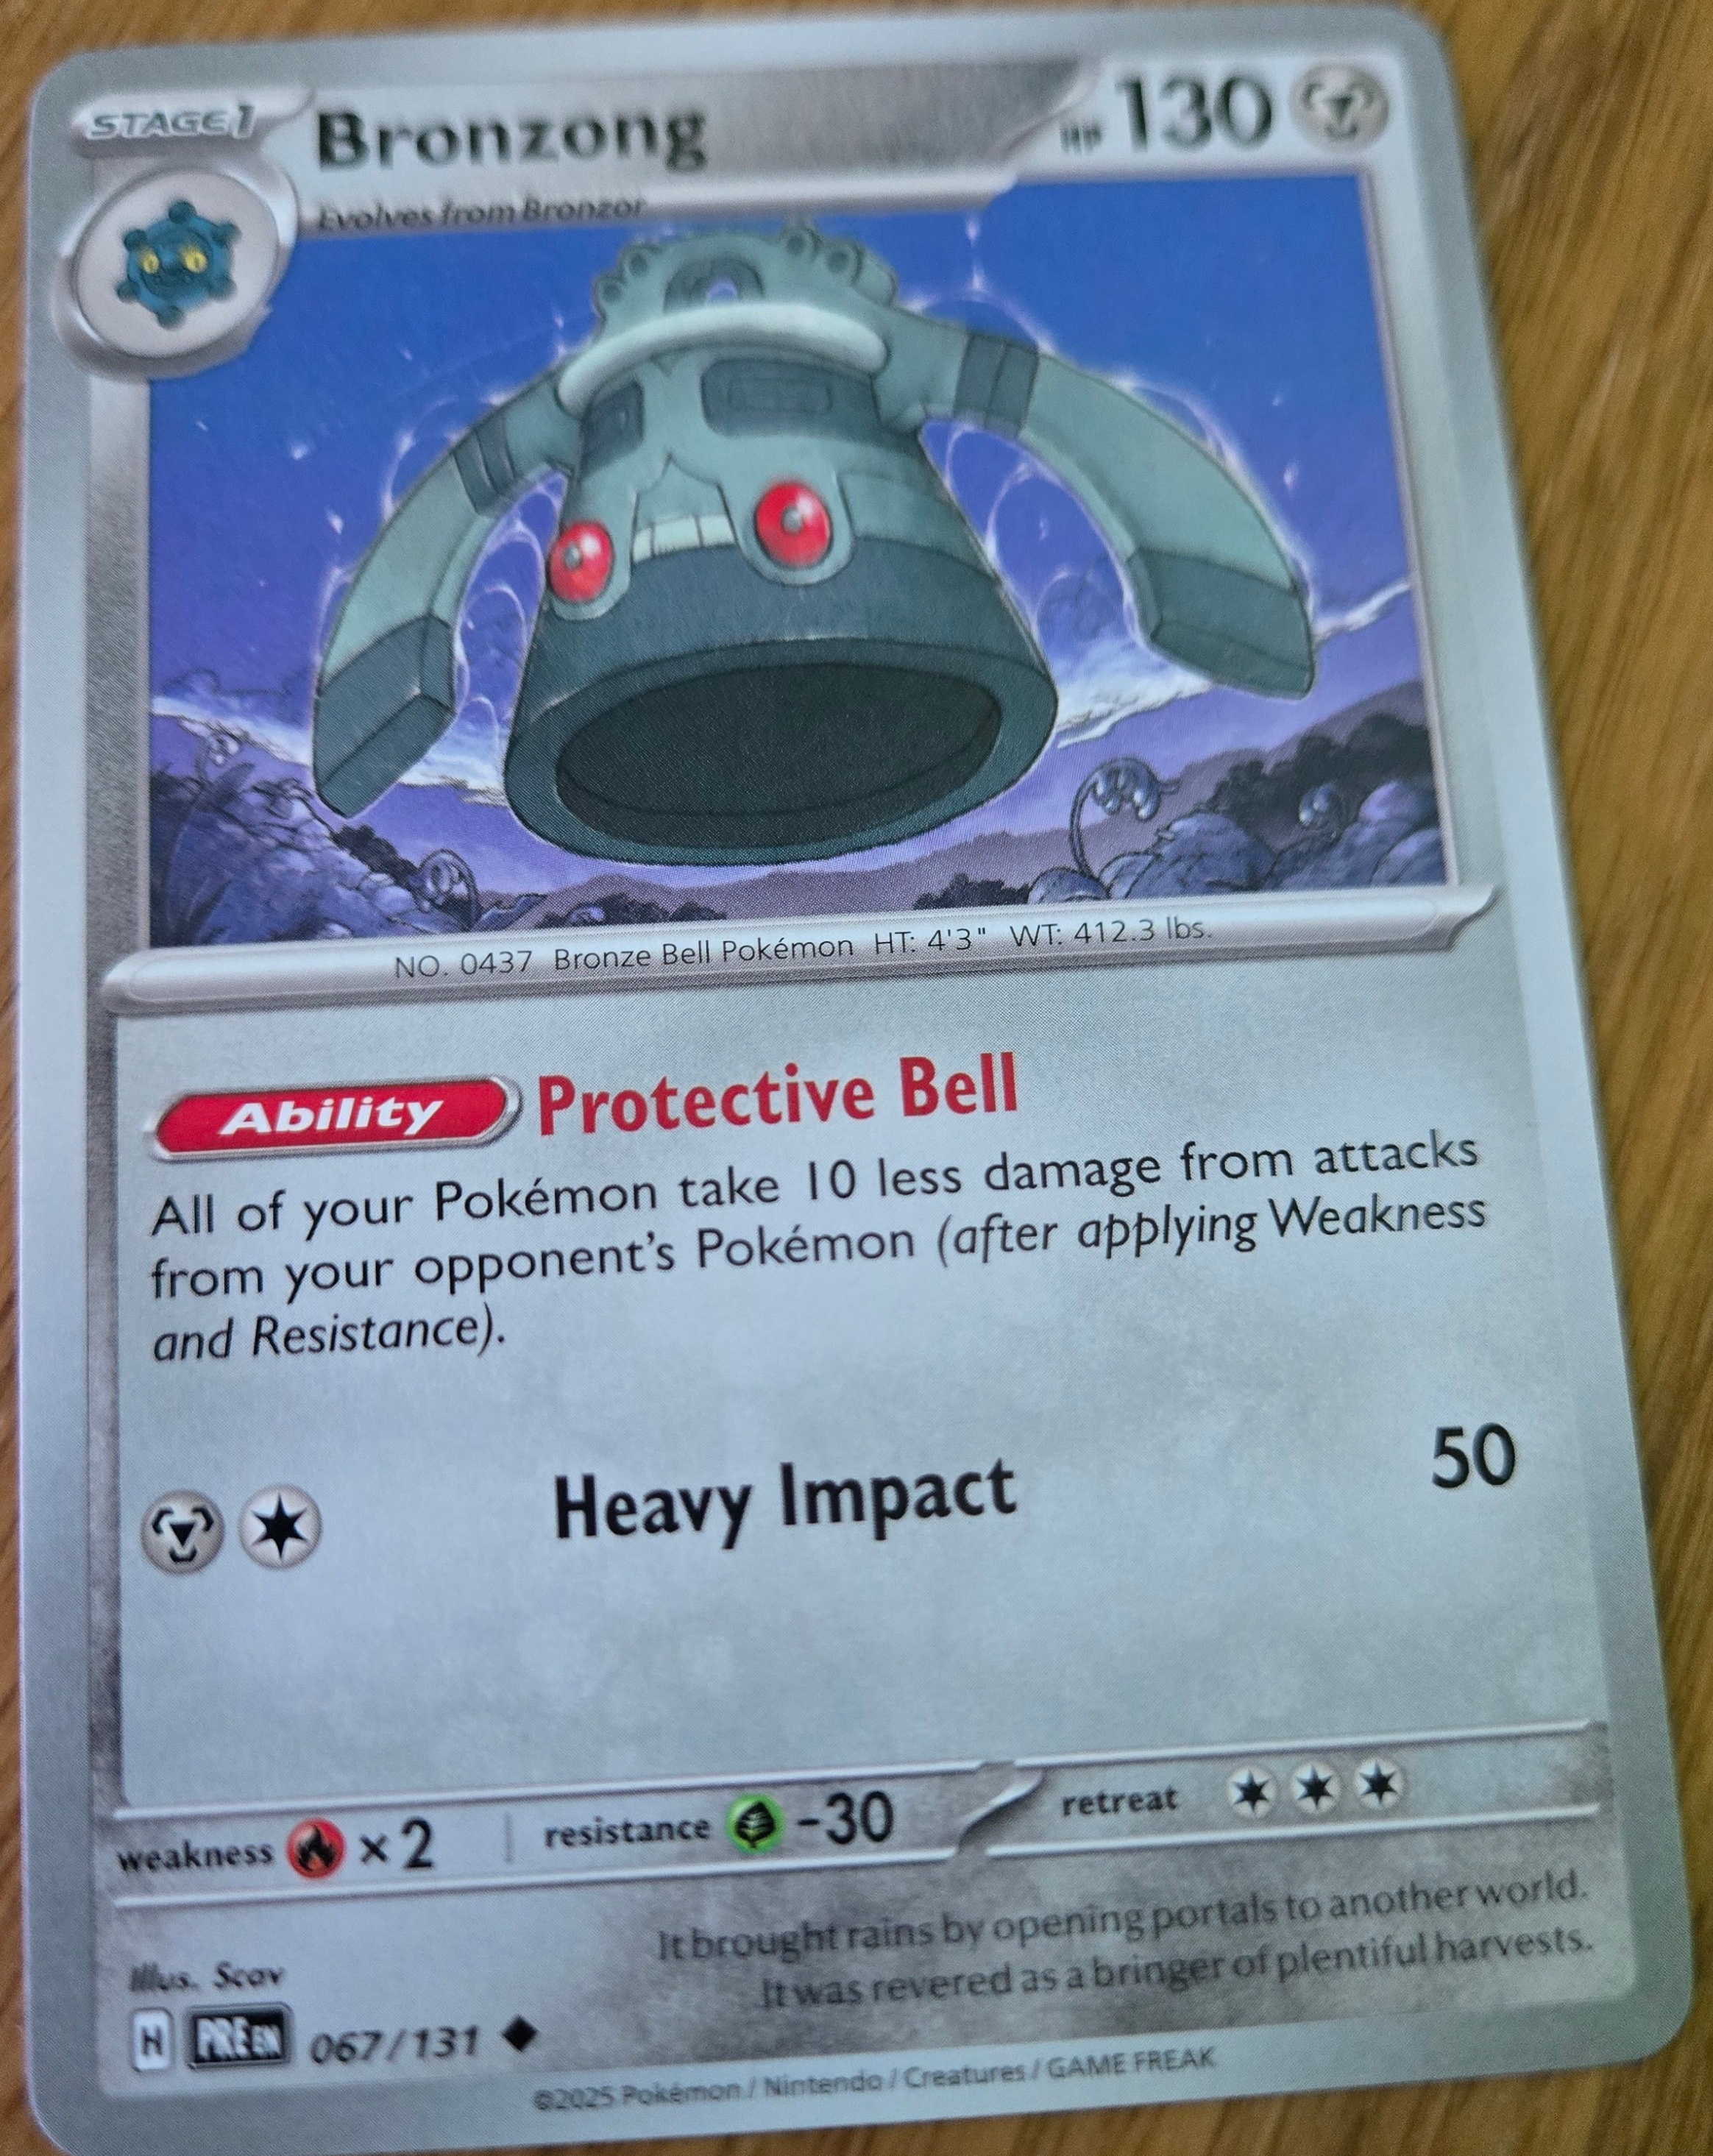 STAGE1 Bronzong HP 130
Evolves from Bronzor
NO. 0437 Bronze Bell Pokémon HT: 4'3" WT: 412.3 lbs.
Ability Protective Bell
All of your Pokémon take 10 less damage from attacks
from your opponent's Pokémon (after applying Weakness
and Resistance).
Heavy Impact 50
weakness ×2 resistance -30 retreat
It brought rains by opening portals to another world.
It was revered as a bringer of plentiful harvests.
Illus. Scav
H PRE EN 067/131
©2025 Pokémon / Nintendo / Creatures / GAME FREAK